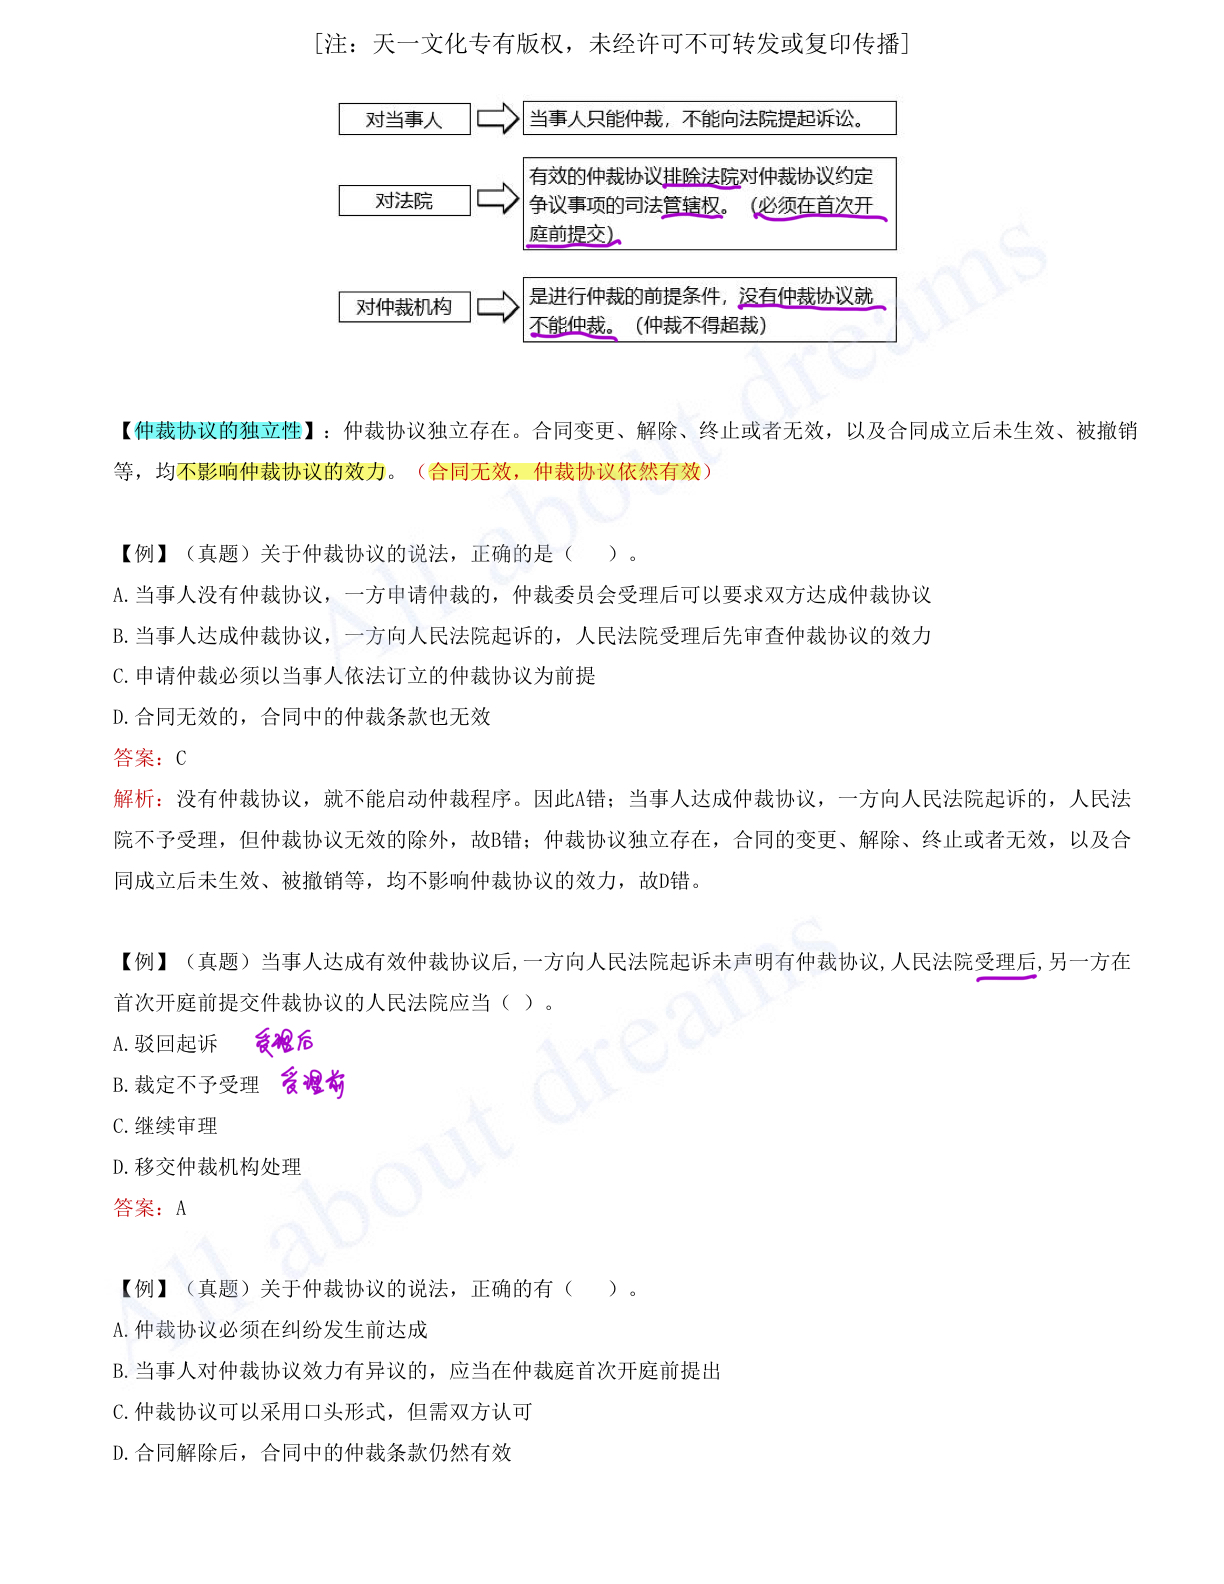 [注：天一文化专有版权，未经许可不可转发或复印传播]
对当事人
当事人只能仲裁，不能向法院提起诉讼。
对法院
有效的仲裁协议排除法院对仲裁协议约定
争议事项的司法管辖权。（必须在首次开
庭前提交）
对仲裁机构
是进行仲裁的前提条件，没有仲裁协议就
不能仲裁。（仲裁不得超裁）
【仲裁协议的独立性】：仲裁协议独立存在。合同变更、解除、终止或者无效，以及合同成立后未生效、被撤销
等，均不影响仲裁协议的效力。（合同无效，仲裁协议依然有效）
【例】（真题）关于仲裁协议的说法，正确的是（  ）。
A.当事人没有仲裁协议，一方申请仲裁的，仲裁委员会受理后可以要求双方达成仲裁协议
B.当事人达成仲裁协议，一方向人民法院起诉的，人民法院受理后先审查仲裁协议的效力
C.申请仲裁必须以当事人依法订立的仲裁协议为前提
D.合同无效的，合同中的仲裁条款也无效
答案：C
解析：没有仲裁协议，就不能启动仲裁程序。因此A错；当事人达成仲裁协议，一方向人民法院起诉的，人民法
院不予受理，但仲裁协议无效的除外，故B错；仲裁协议独立存在，合同的变更、解除、终止或者无效，以及合
同成立后未生效、被撤销等，均不影响仲裁协议的效力，故D错。
【例】（真题）当事人达成有效仲裁协议后,一方向人民法院起诉未声明有仲裁协议,人民法院受理后,另一方在
首次开庭前提交件裁协议的人民法院应当（ ）。
A.驳回起诉 受理后
B.裁定不予受理 受理前
C.继续审理
D.移交仲裁机构处理
答案：A
【例】（真题）关于仲裁协议的说法，正确的有（  ）。
A.仲裁协议必须在纠纷发生前达成
B.当事人对仲裁协议效力有异议的，应当在仲裁庭首次开庭前提出
C.仲裁协议可以采用口头形式，但需双方认可
D.合同解除后，合同中的仲裁条款仍然有效
All about dreams
All about dreams